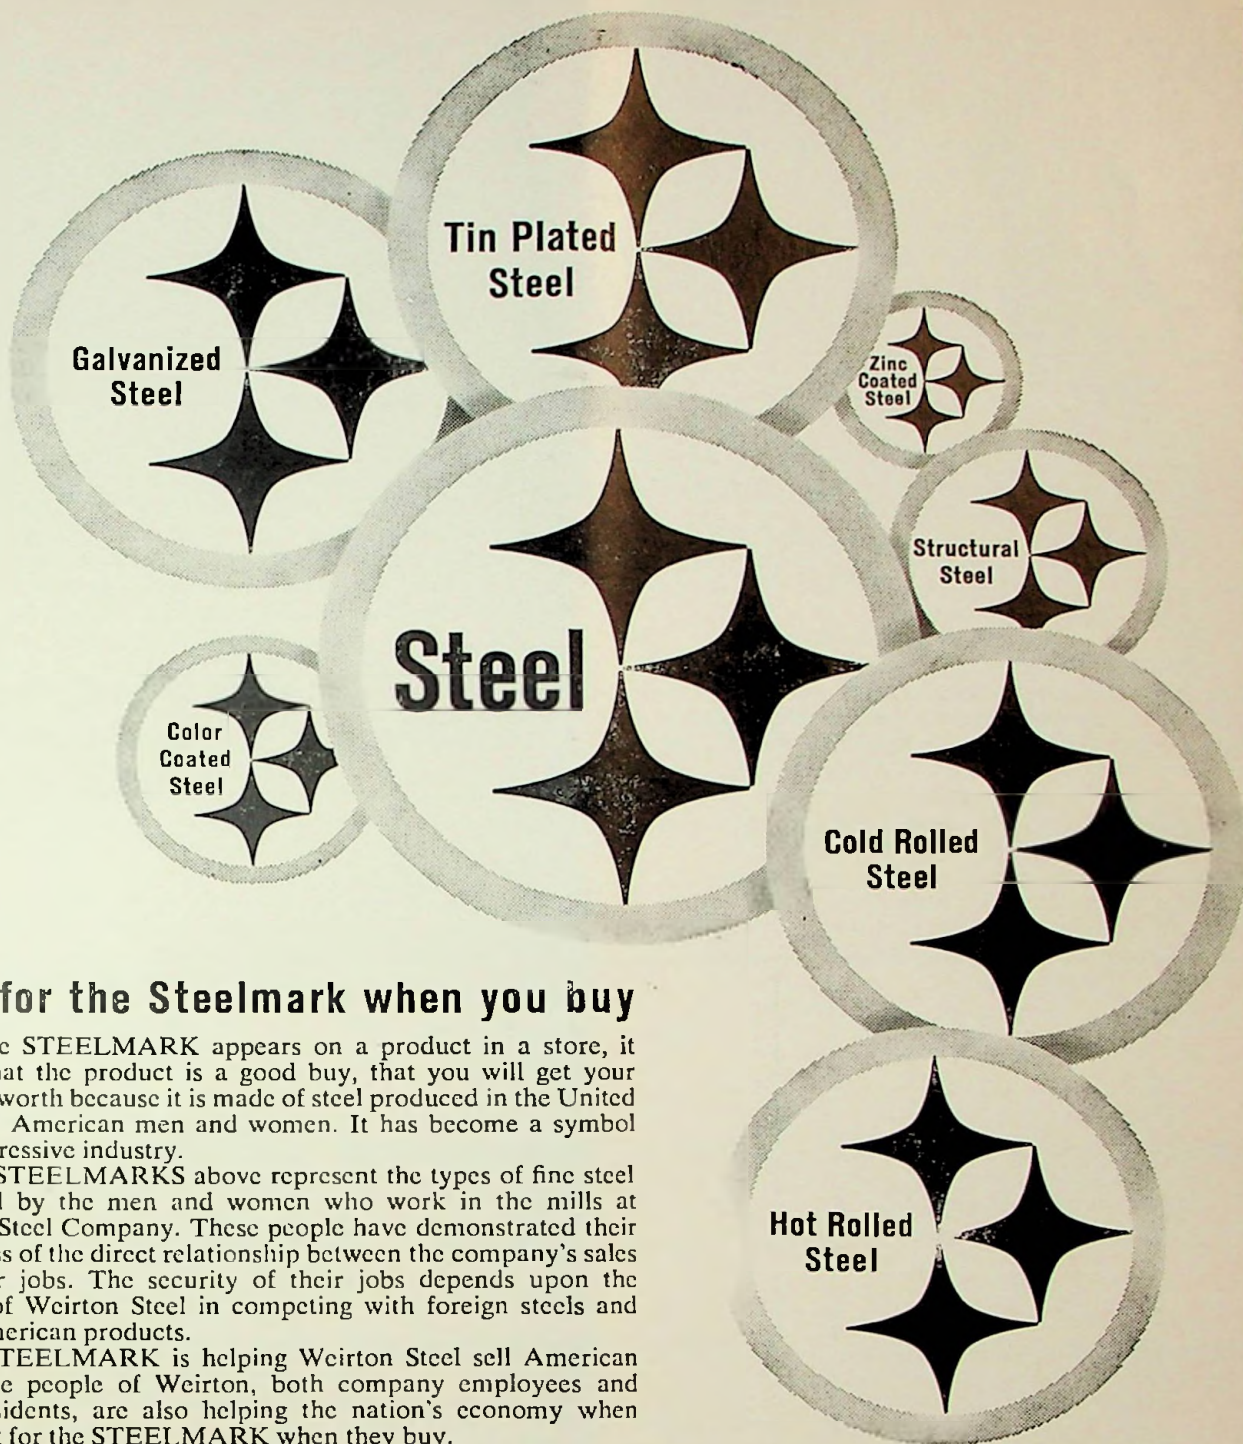 Tin Plated
Steel
Galvanized
Steel
Zinc
Coated
Steel
Structural
Steel
Steel
Color
Coated
Steel
Cold Rolled
Steel
Hot Rolled
Steel
for the Steelmark when you buy
STEELMARK appears on a product in a store, it
the product is a good buy, that you will get your
worth because it is made of steel produced in the United
American men and women. It has become a symbol
industry.
STEELMARKS above represent the types of fine steel
by the men and women who work in the mills at
Steel Company. These people have demonstrated their
of the direct relationship between the company's sales
jobs. The security of their jobs depends upon the
of Weirton Steel in competing with foreign steels and
products.
STEELMARK is helping Weirton Steel sell American
people of Weirton, both company employees and
are also helping the nation's economy when
for the STEELMARK when they buy.